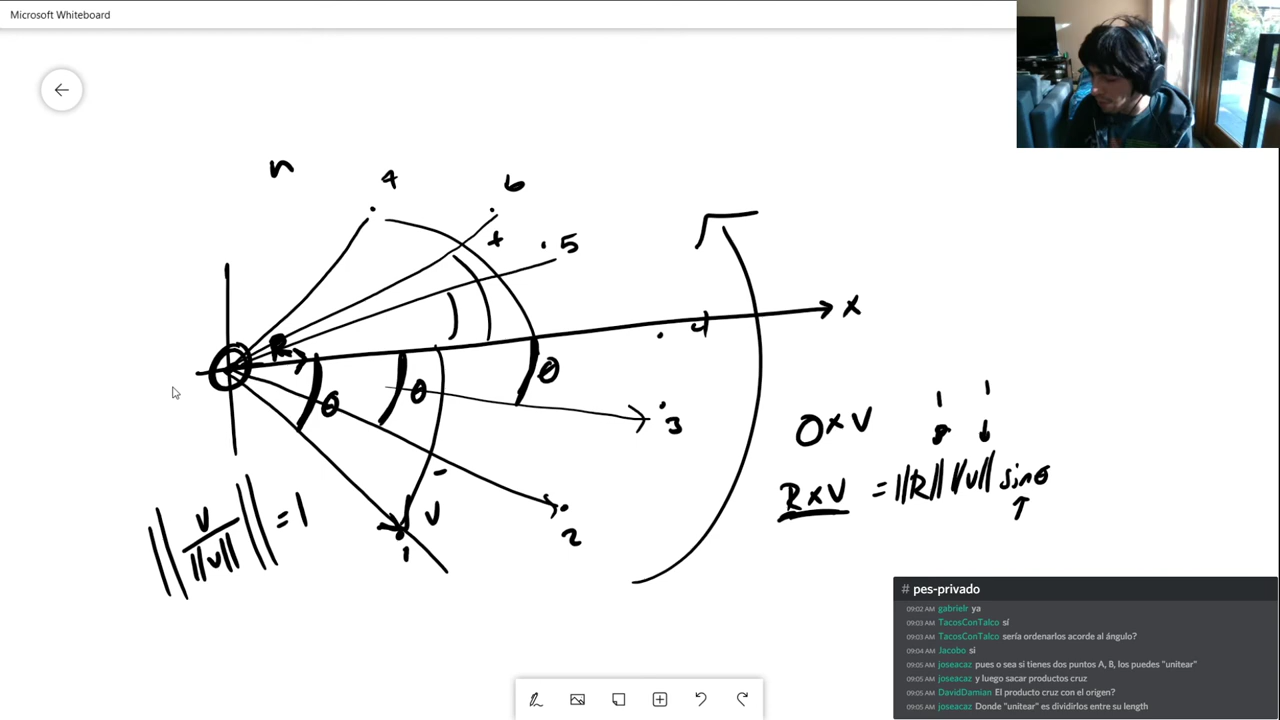 Microsoft Whiteboard
n
4
6
+
5
x
R
θ
θ
θ
3
-
V
1
2
|| V / ||V|| || = 1
O x V
1 1
R x V = ||R|| ||V|| sin θ
# pes-privado
09:02 AM gabrielr ya
09:03 AM TacosConTalco sí
09:03 AM TacosConTalco sería ordenarlos acorde al ángulo?
09:04 AM Jacobo si
09:05 AM joseacaz pues o sea si tienes dos puntos A, B, los puedes "unitear"
09:05 AM joseacaz y luego sacar productos cruz
09:05 AM DavidDamian El producto cruz con el origen?
09:05 AM joseacaz Donde "unitear" es dividirlos entre su length